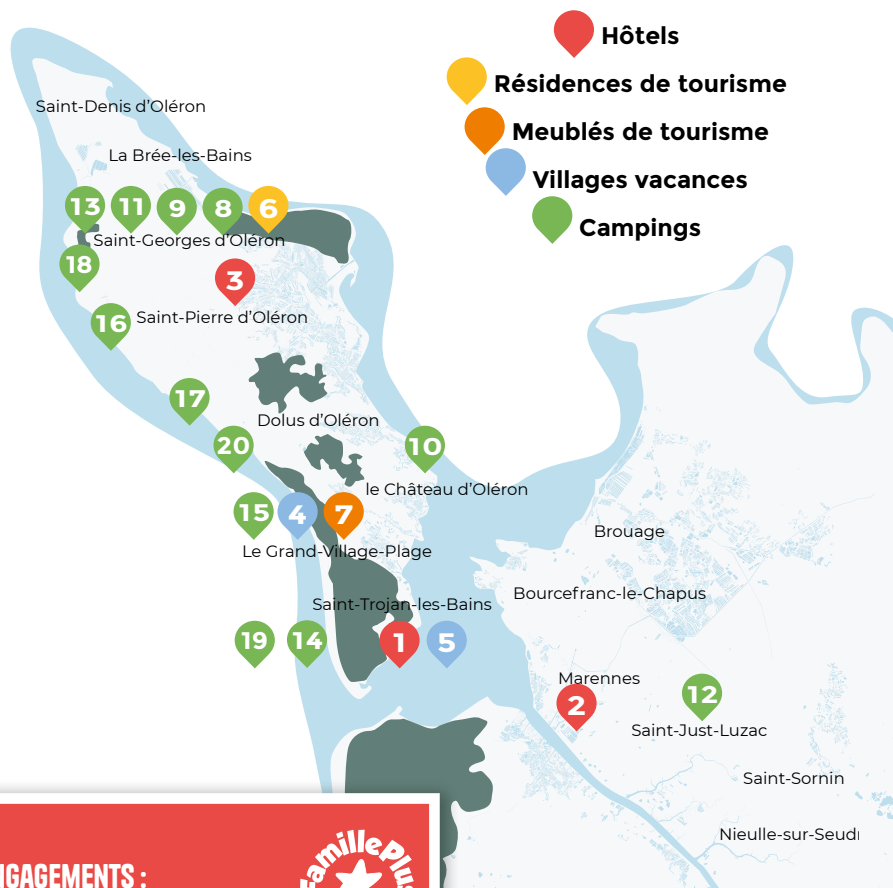 Hôtels
Résidences de tourisme
Meublés de tourisme
Villages vacances
Campings
Saint-Denis d'Oléron
La Brée-les-Bains
13 11 9 8 6
Saint-Georges d'Oléron
18
3
16
Saint-Pierre d'Oléron
17
Dolus d'Oléron
20
10
le Château d'Oléron
15 4 7
Brouage
Le Grand-Village-Plage
Bourcefranc-le-Chapus
Saint-Trojan-les-Bains
19 14 1 5
Marennes
12
2
Saint-Just-Luzac
Saint-Sornin
Nieulle-sur-Seud
FamillePlus
NGAGEMENTS :